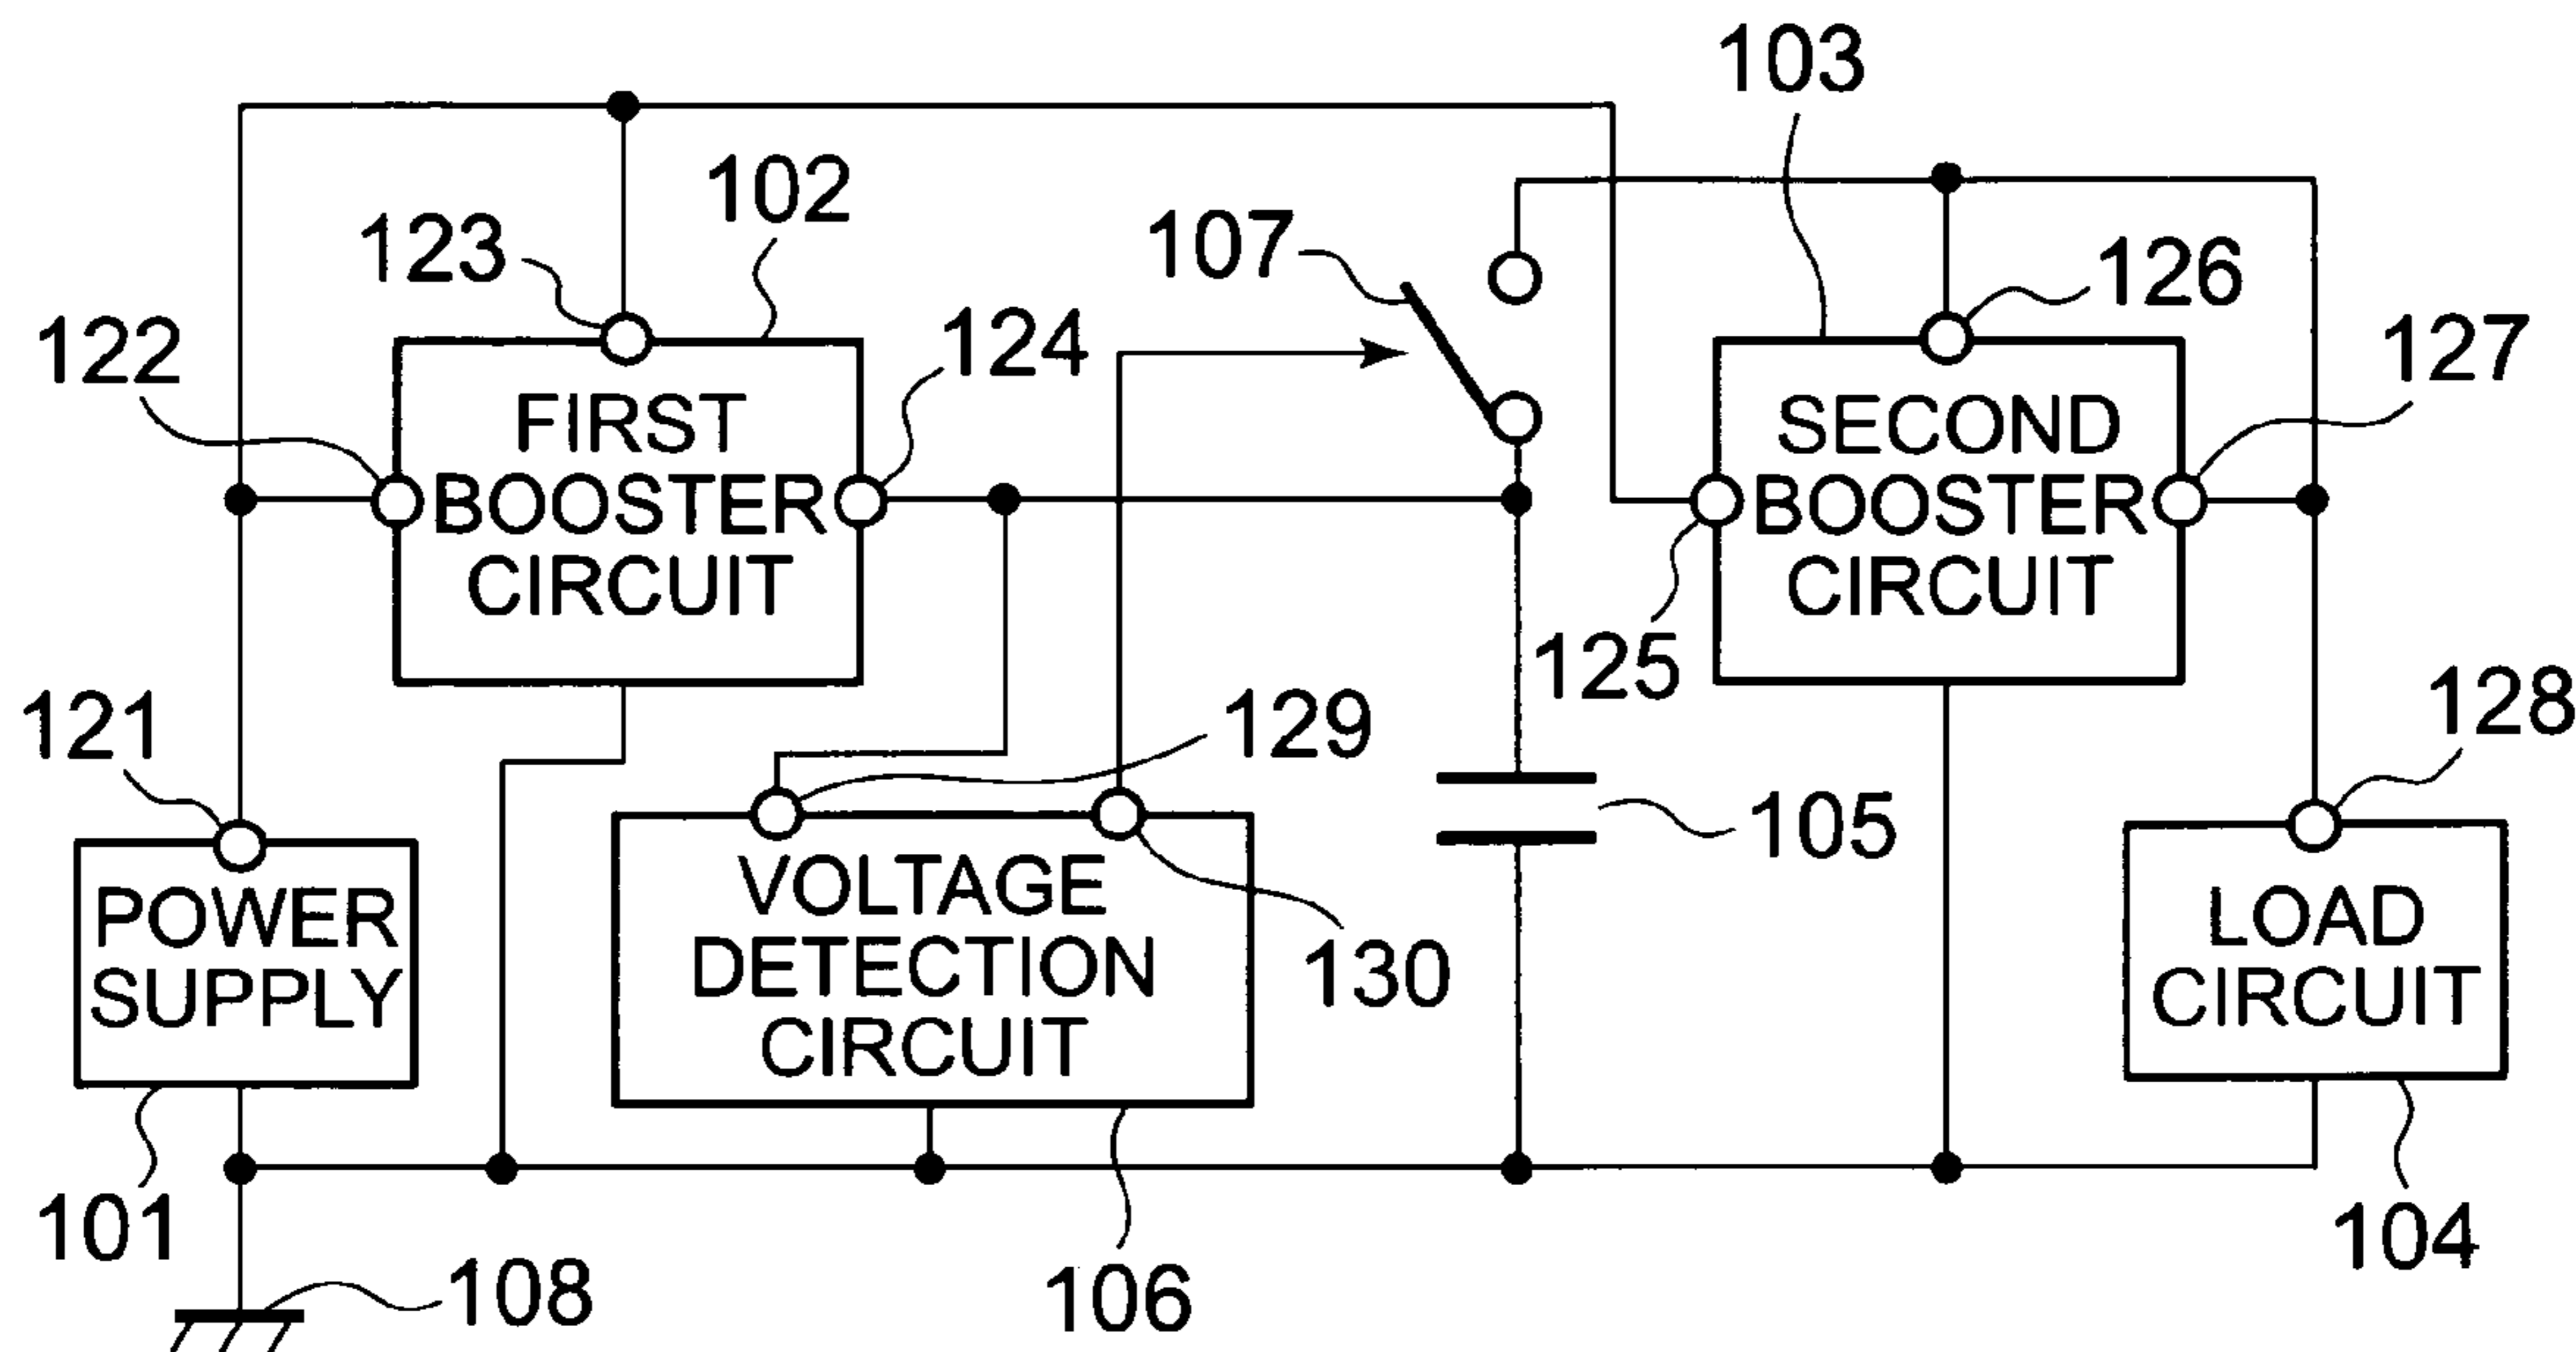 103
102
123
107
126
122
124
127
FIRST
BOOSTER
CIRCUIT
SECOND
BOOSTER
CIRCUIT
125
121
129
128
105
POWER
SUPPLY
VOLTAGE
DETECTION
CIRCUIT
130
LOAD
CIRCUIT
101
108
106
104